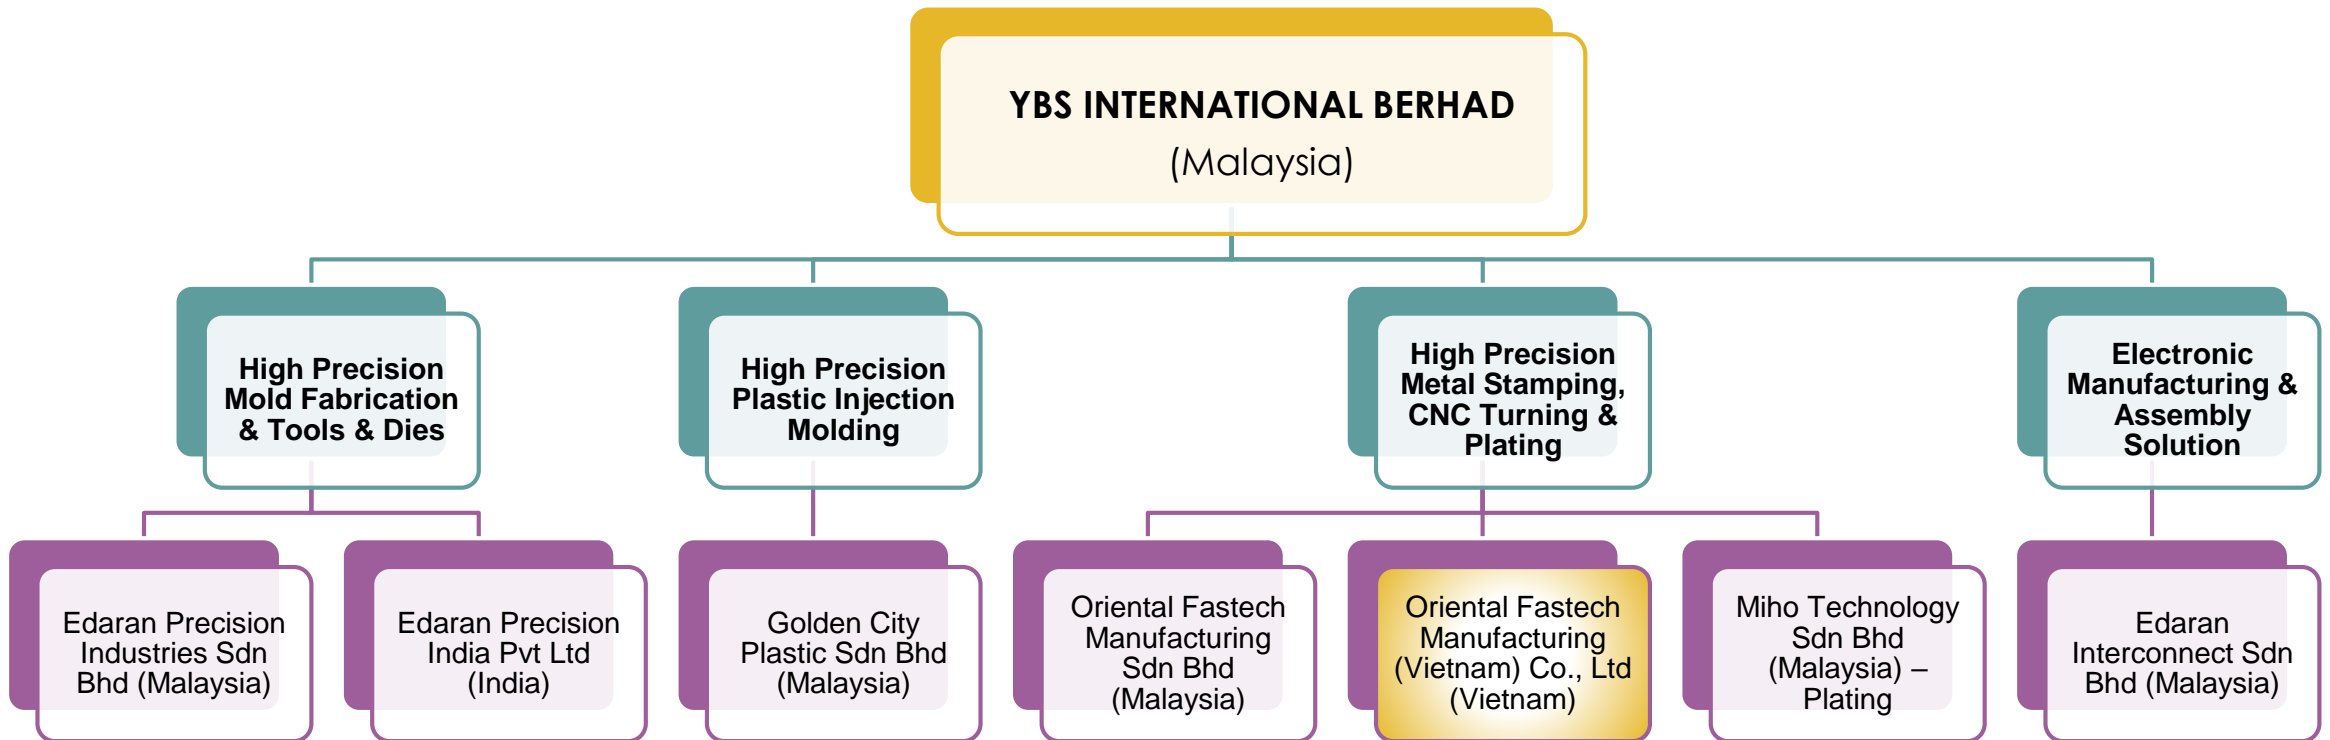 YBS INTERNATIONAL BERHAD
(Malaysia)
High Precision
Mold Fabrication
& Tools & Dies
High Precision
Plastic Injection
Molding
High Precision
Metal Stamping,
CNC Turning &
Plating
Electronic
Manufacturing &
Assembly
Solution
Edaran Precision
Industries Sdn
Bhd (Malaysia)
Edaran Precision
India Pvt Ltd
(India)
Golden City
Plastic Sdn Bhd
(Malaysia)
Oriental Fastech
Manufacturing
Sdn Bhd
(Malaysia)
Oriental Fastech
Manufacturing
(Vietnam) Co., Ltd
(Vietnam)
Miho Technology
Sdn Bhd
(Malaysia) –
Plating
Edaran
Interconnect Sdn
Bhd (Malaysia)